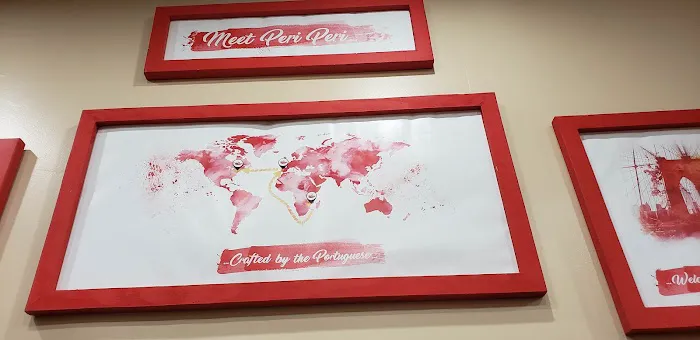 Meet Peri Peri...
...Crafted by the Portuguese...